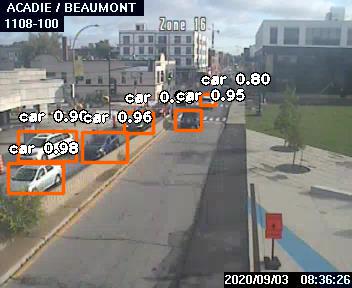 ACADIE / BEAUMONT
1108-100
Zone 16
car 0.80
car 0.95
car 0.96
car 0.98
2020/09/03 08:36:26